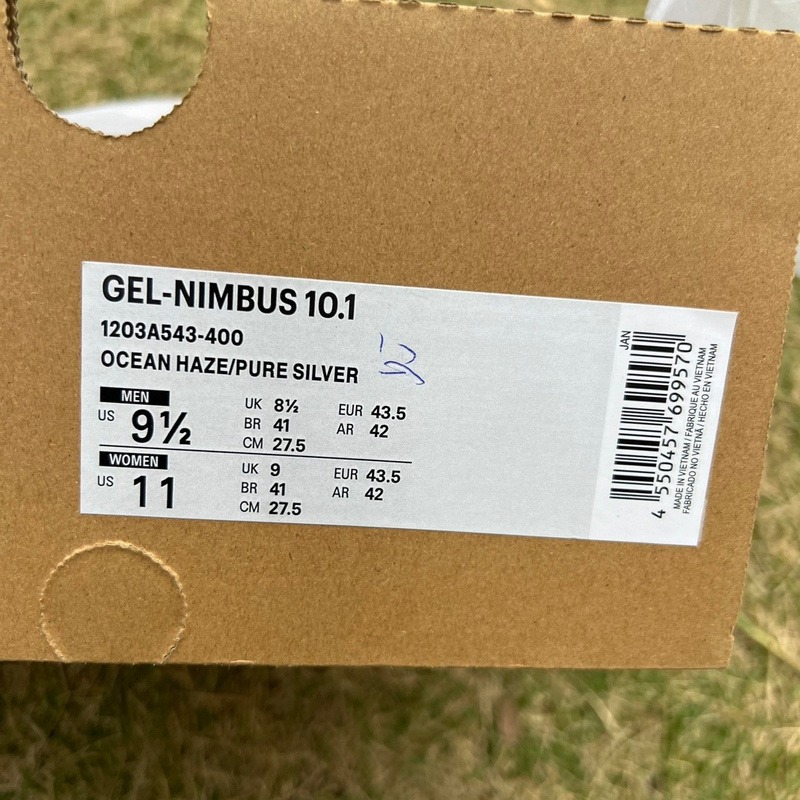 GEL-NIMBUS 10.1
1203A543-400
OCEAN HAZE/PURE SILVER
MEN
US 9½
UK 8½ EUR 43.5
BR 41 AR 42
CM 27.5
WOMEN
US 11
UK 9 EUR 43.5
BR 41 AR 42
CM 27.5
JAN
4 550457 699570
MADE IN VIETNAM / FABRIQUE AU VIETNAM
FABRICADO NO VIETNÃ / HECHO EN VIETNAM